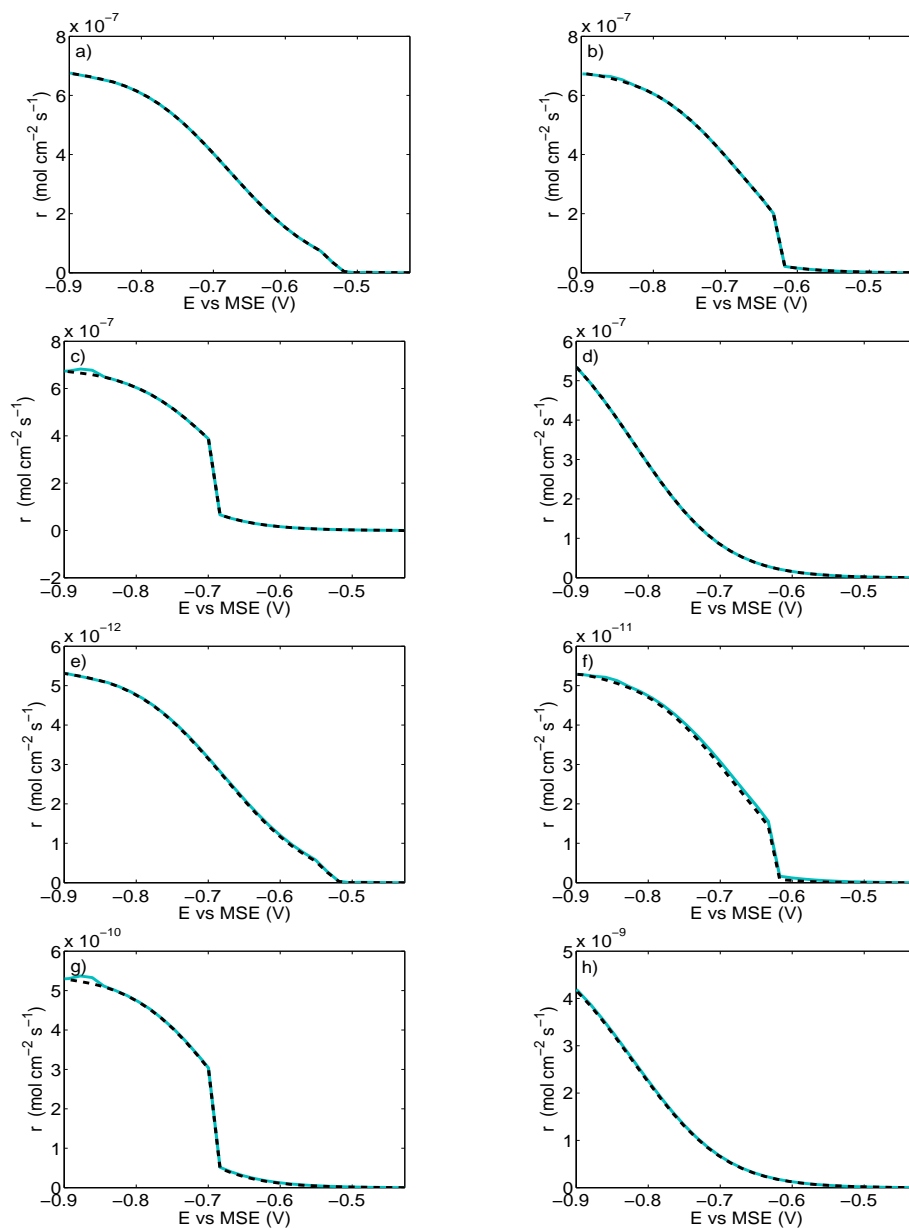 x 10⁻⁷
a)
8
6
4
2
0
r (mol cm⁻² s⁻¹)
−0.9 −0.8 −0.7 −0.6 −0.5
E vs MSE (V)
x 10⁻⁷
b)
8
6
4
2
0
r (mol cm⁻² s⁻¹)
−0.9 −0.8 −0.7 −0.6 −0.5
E vs MSE (V)
x 10⁻⁷
c)
8
6
4
2
0
−2
r (mol cm⁻² s⁻¹)
−0.9 −0.8 −0.7 −0.6 −0.5
E vs MSE (V)
x 10⁻⁷
d)
6
5
4
3
2
1
0
r (mol cm⁻² s⁻¹)
−0.9 −0.8 −0.7 −0.6 −0.5
E vs MSE (V)
x 10⁻¹²
e)
6
5
4
3
2
1
0
r (mol cm⁻² s⁻¹)
−0.9 −0.8 −0.7 −0.6 −0.5
E vs MSE (V)
x 10⁻¹¹
f)
6
5
4
3
2
1
0
r (mol cm⁻² s⁻¹)
−0.9 −0.8 −0.7 −0.6 −0.5
E vs MSE (V)
x 10⁻¹⁰
g)
6
5
4
3
2
1
0
r (mol cm⁻² s⁻¹)
−0.9 −0.8 −0.7 −0.6 −0.5
E vs MSE (V)
x 10⁻⁹
h)
5
4
3
2
1
0
r (mol cm⁻² s⁻¹)
−0.9 −0.8 −0.7 −0.6 −0.5
E vs MSE (V)